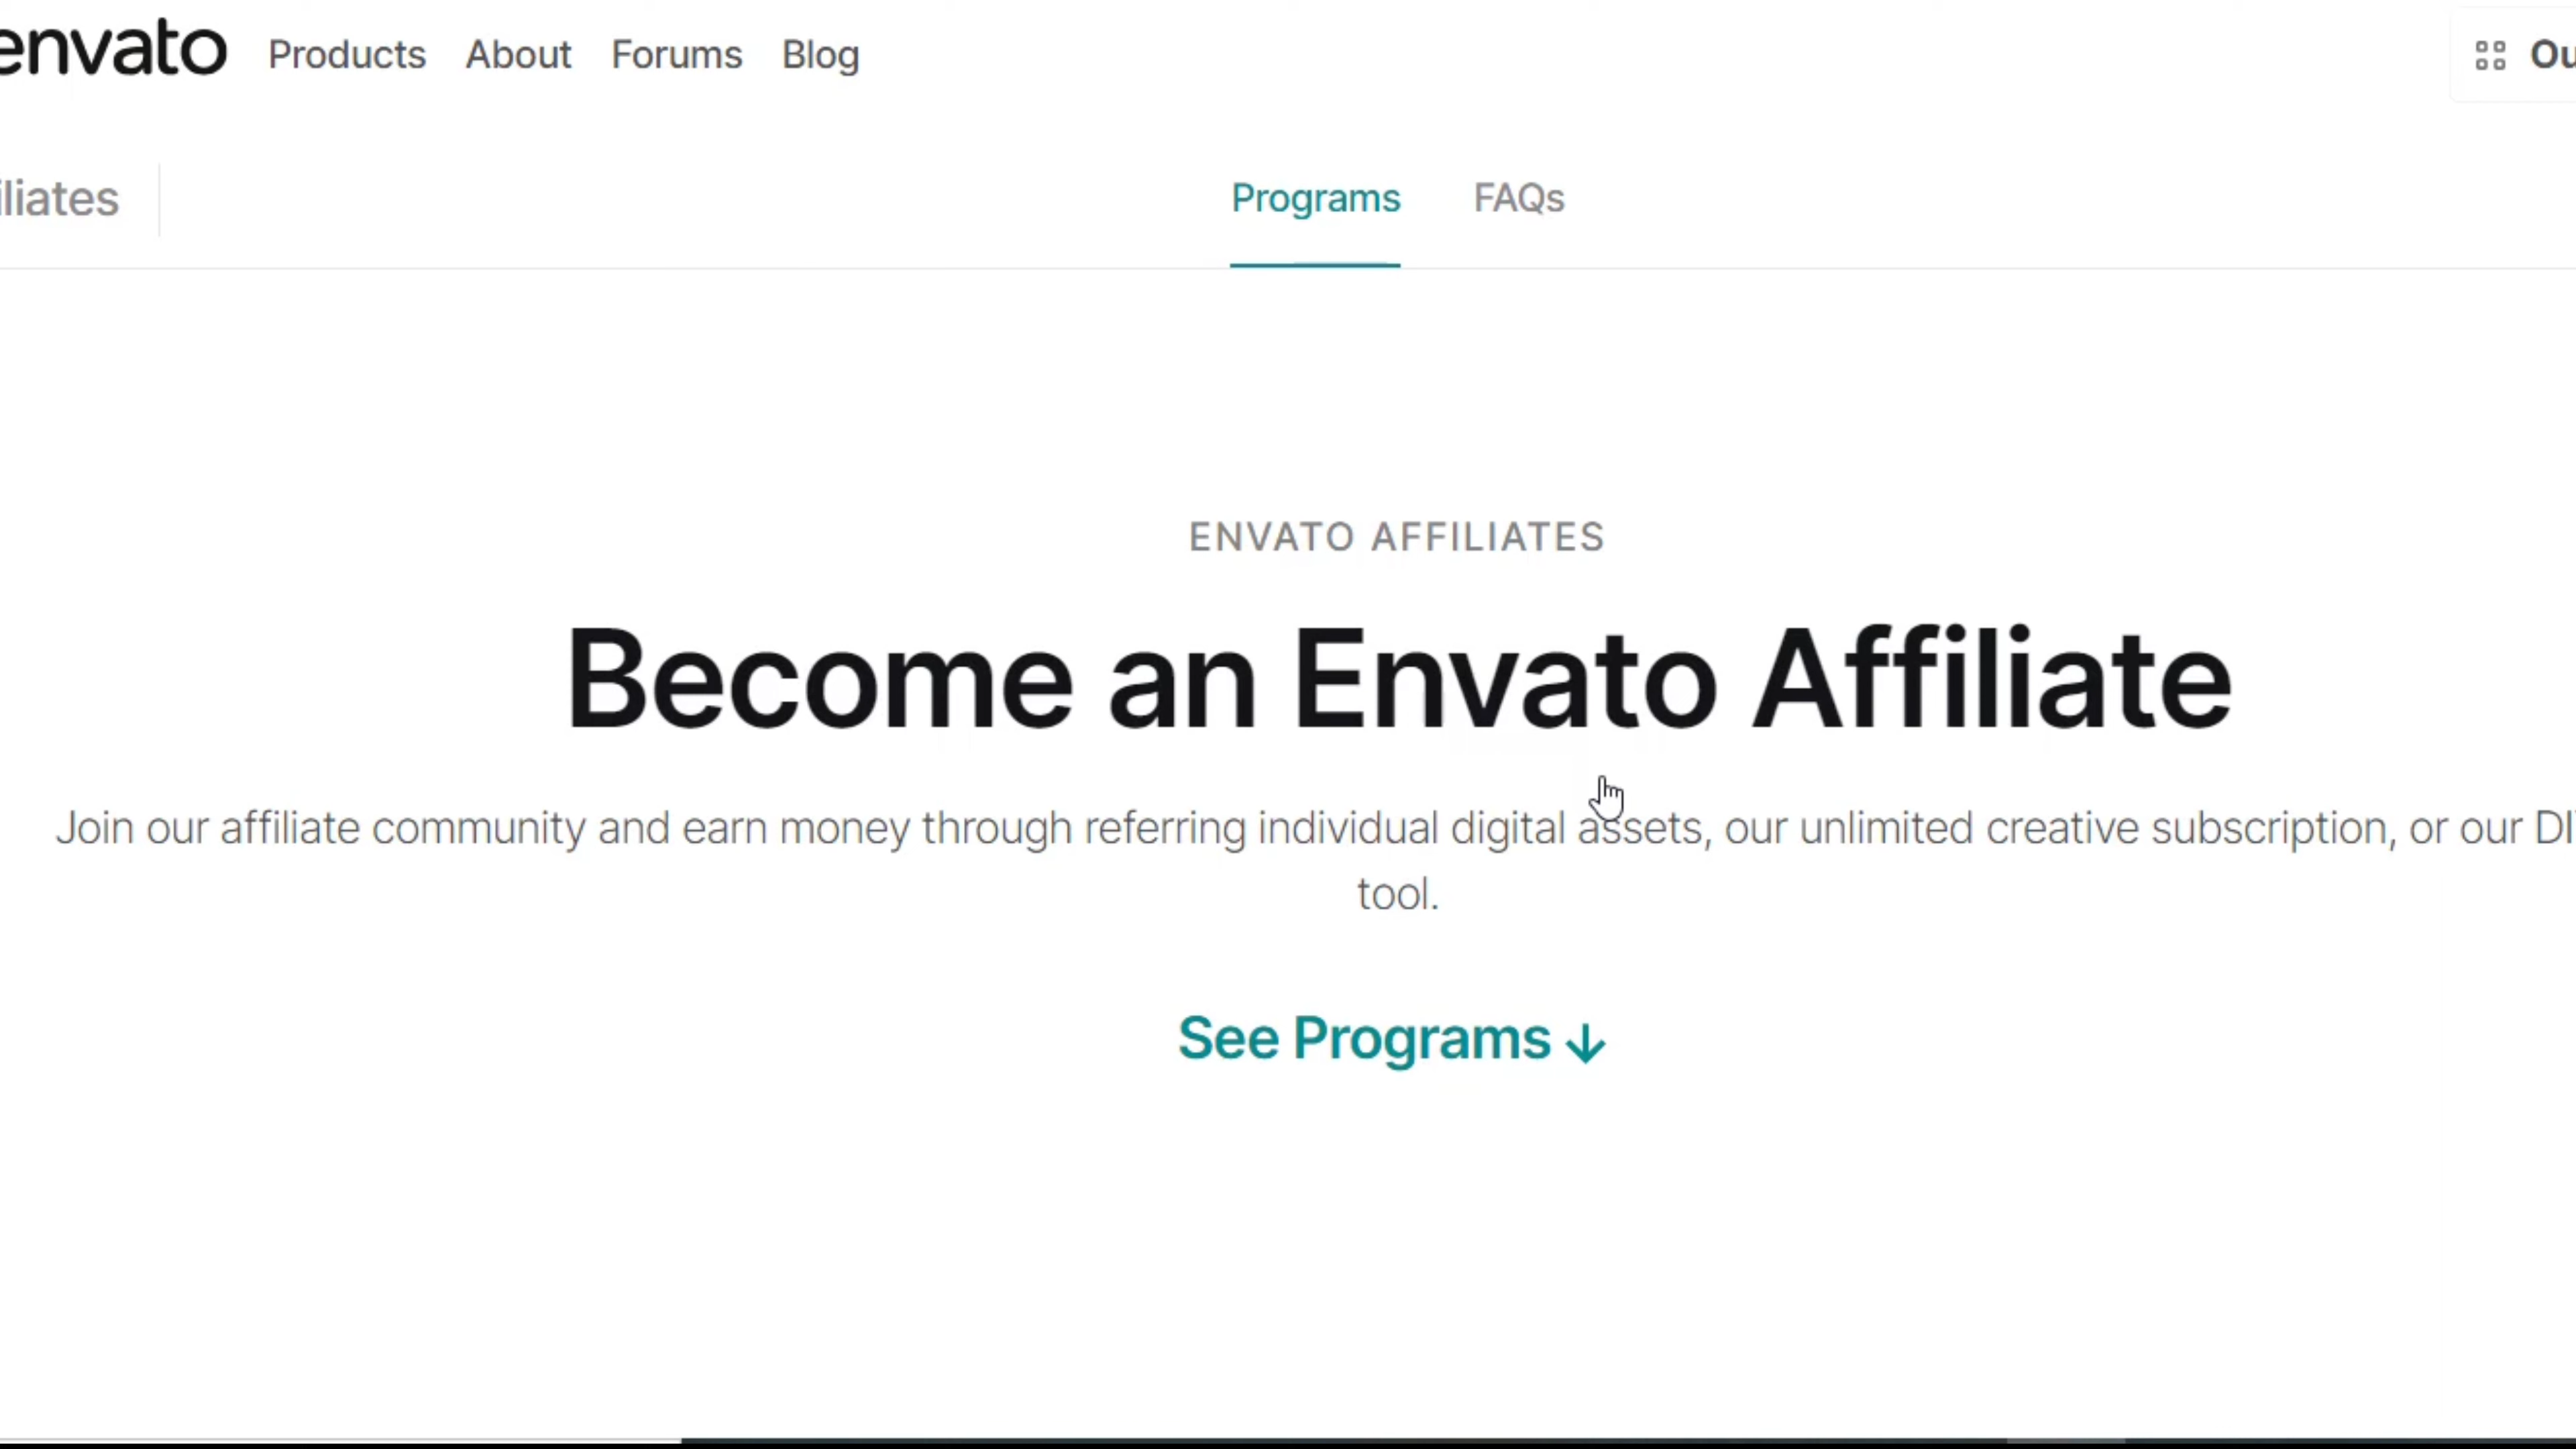 envato Products About Forums Blog
Programs FAQs
ENVATO AFFILIATES
Become an Envato Affiliate
Join our affiliate community and earn money through referring individual digital assets, our unlimited creative subscription, or our
tool.
See Programs ↓